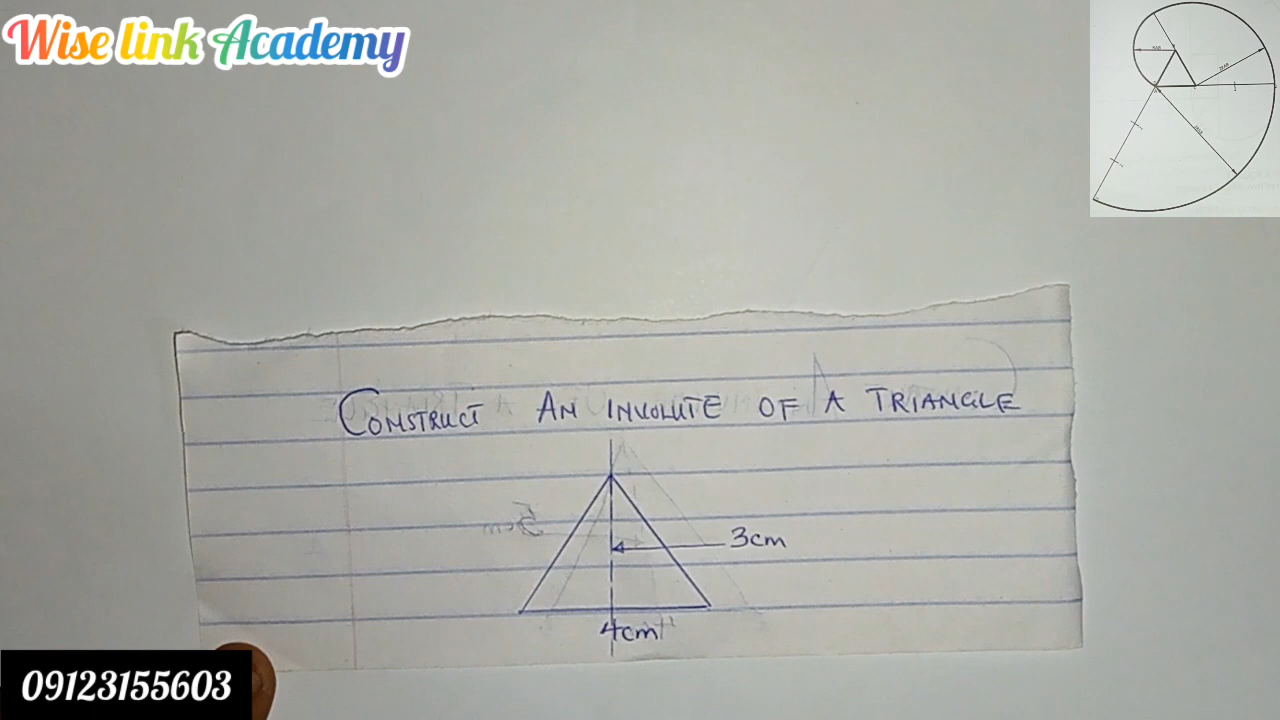 Wise link Academy
CONSTRUCT AN INVOLUTE OF A TRIANGLE
3cm
4cm
09123155603